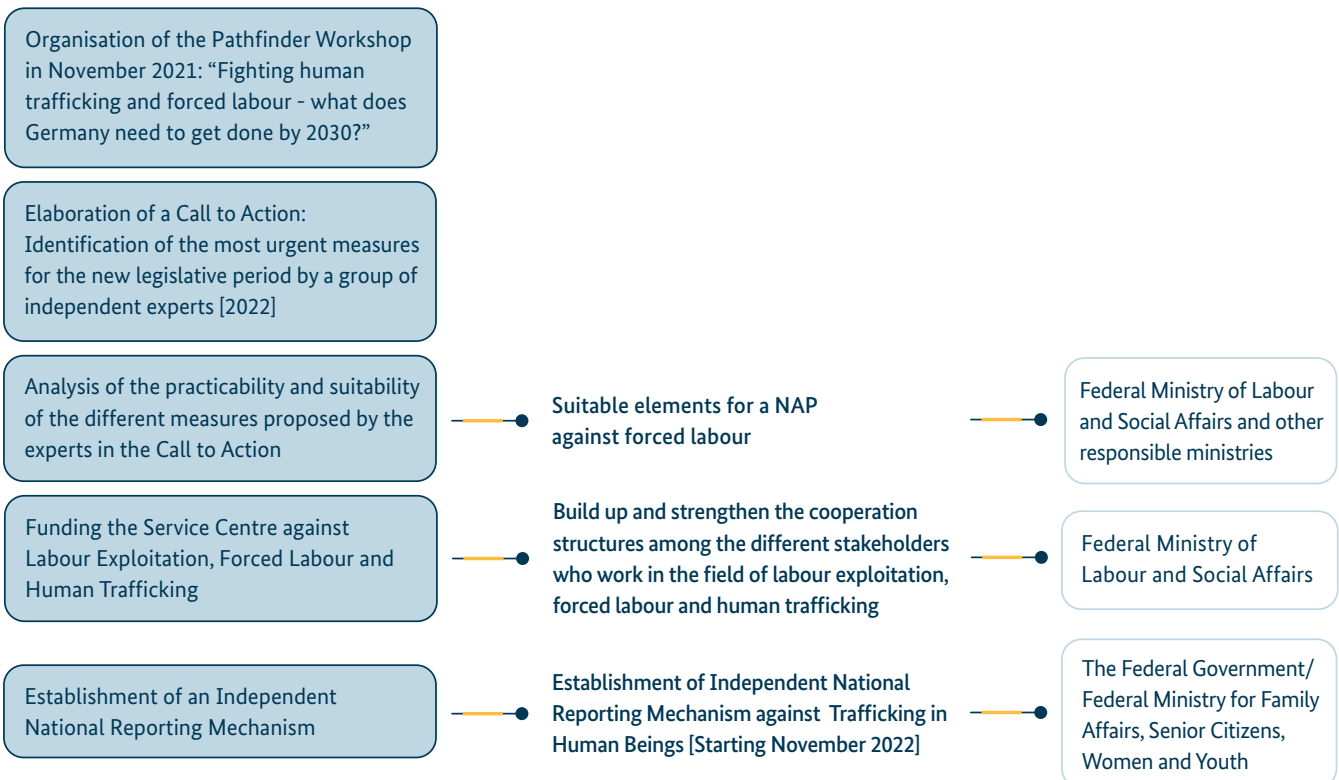 Organisation of the Pathfinder Workshop
in November 2021: “Fighting human
trafficking and forced labour - what does
Germany need to get done by 2030?”
Elaboration of a Call to Action:
Identification of the most urgent measures
for the new legislative period by a group of
independent experts [2022]
Analysis of the practicability and suitability
of the different measures proposed by the
experts in the Call to Action
Suitable elements for a NAP
against forced labour
Federal Ministry of Labour
and Social Affairs and other
responsible ministries
Funding the Service Centre against
Labour Exploitation, Forced Labour and
Human Trafficking
Build up and strengthen the cooperation
structures among the different stakeholders
who work in the field of labour exploitation,
forced labour and human trafficking
Federal Ministry of
Labour and Social Affairs
Establishment of an Independent
National Reporting Mechanism
Establishment of Independent National
Reporting Mechanism against Trafficking in
Human Beings [Starting November 2022]
The Federal Government/
Federal Ministry for Family
Affairs, Senior Citizens,
Women and Youth